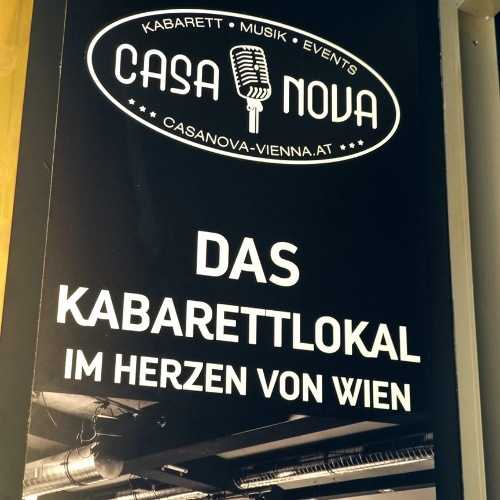 KABARETT • MUSIK • EVENTS
CASA NOVA
*** CASANOVA-VIENNA.AT ***
DAS
KABARETTLOKAL
IM HERZEN VON WIEN